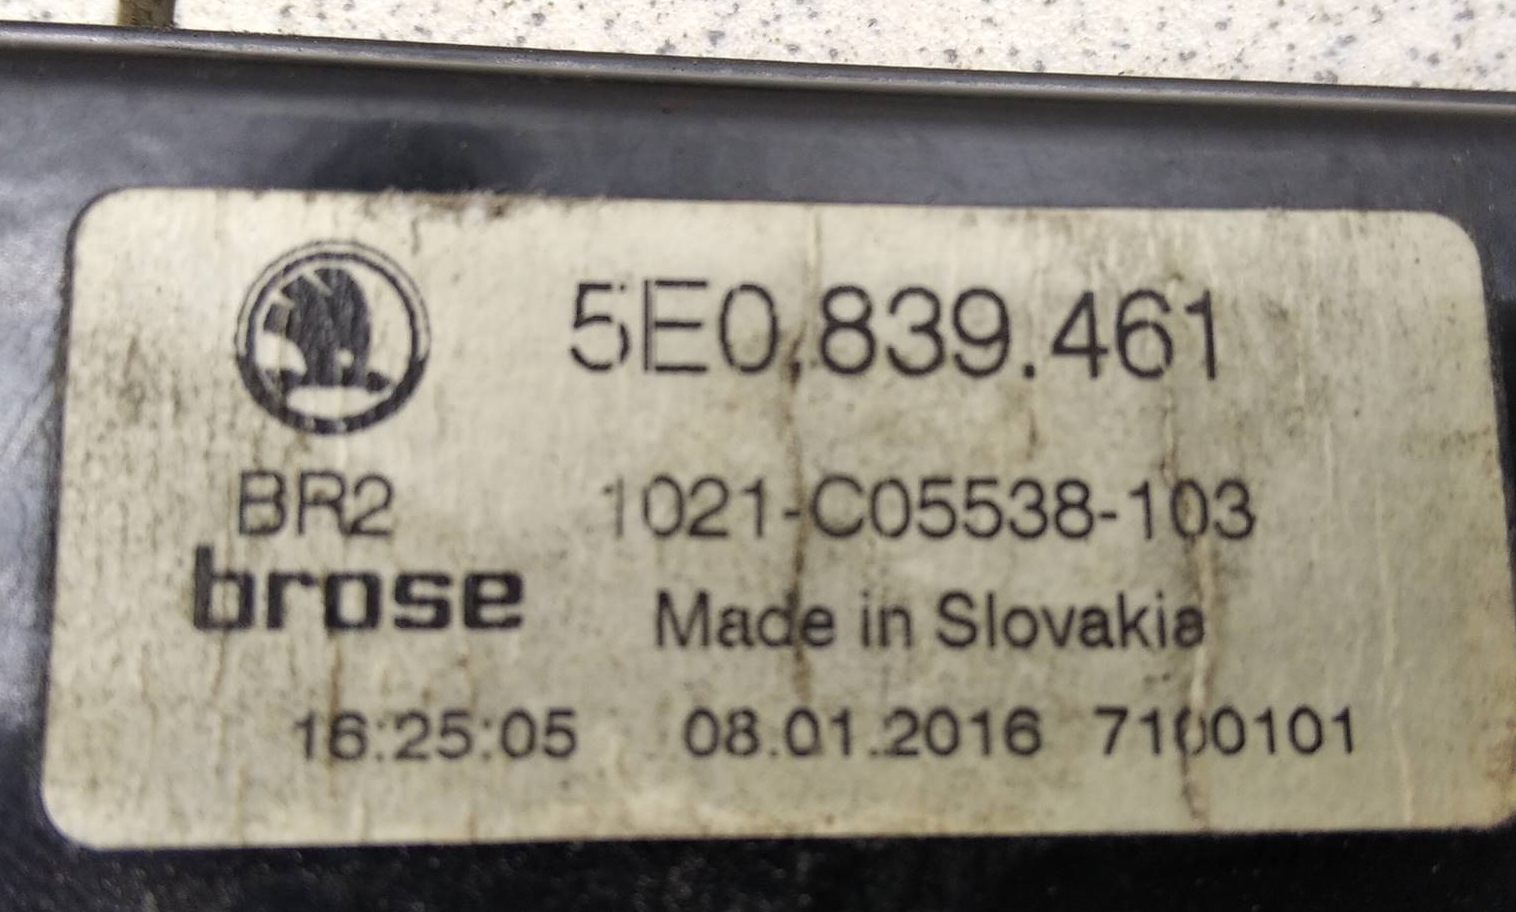 5E0.839.461
BR2 1021-C05538-103
brose
Made in Slovakia
16:25:05 08.01.2016 7100101